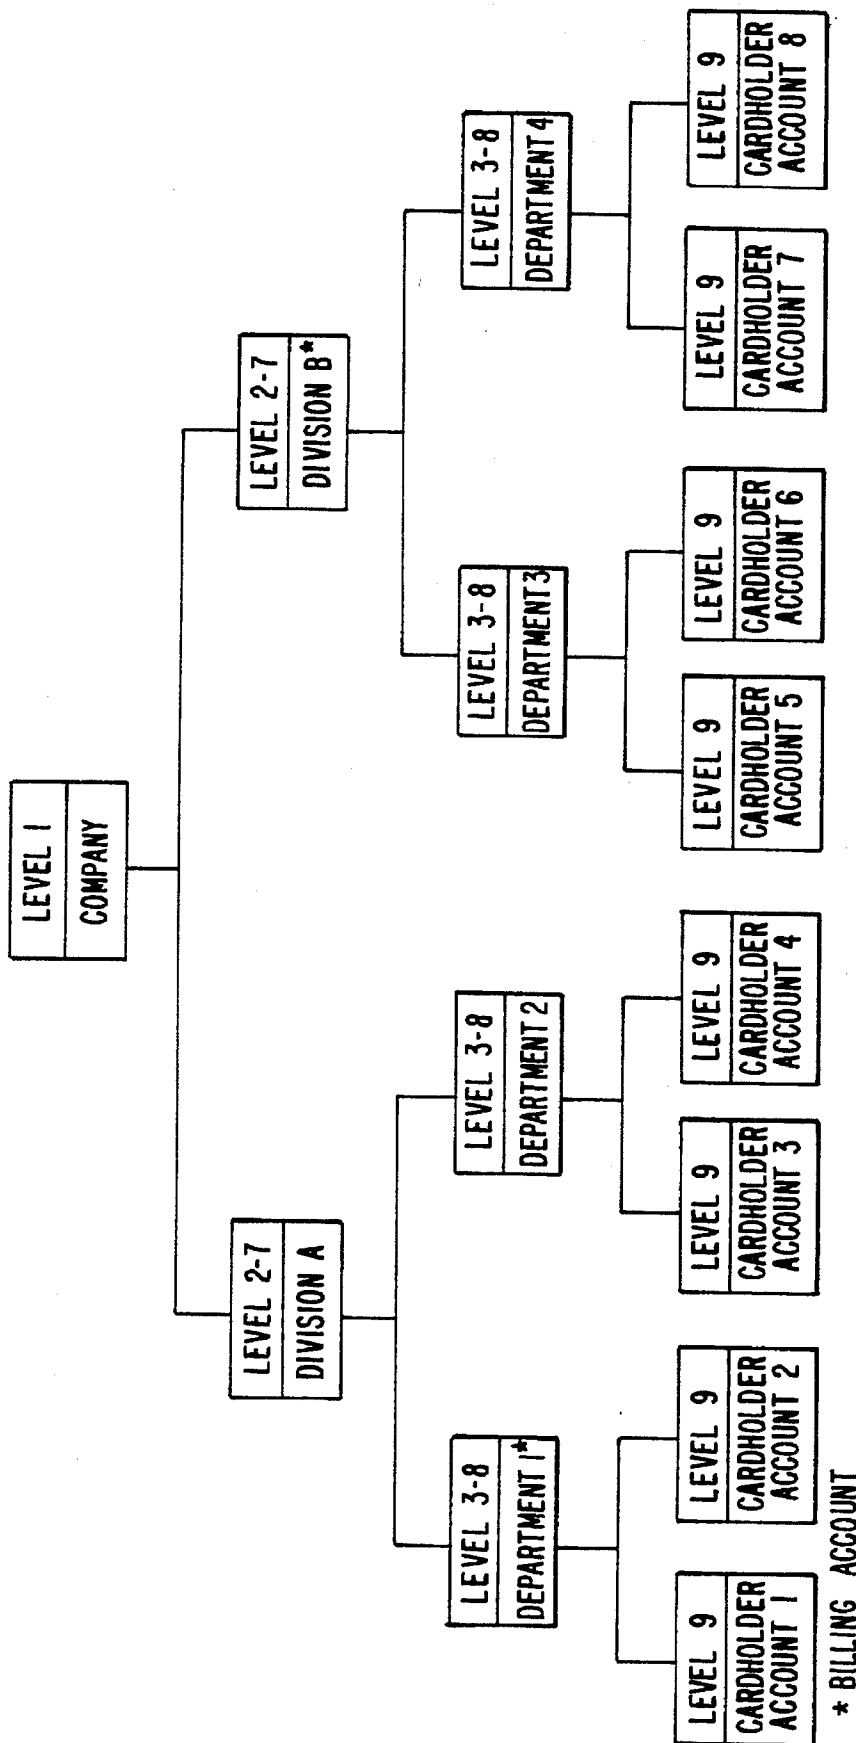 LEVEL 1
COMPANY
LEVEL 2-7
DIVISION A
LEVEL 2-7
DIVISION B*
LEVEL 3-8
DEPARTMENT 1*
LEVEL 3-8
DEPARTMENT 2
LEVEL 3-8
DEPARTMENT 3
LEVEL 3-8
DEPARTMENT 4
LEVEL 9
CARDHOLDER
ACCOUNT 1
LEVEL 9
CARDHOLDER
ACCOUNT 2
LEVEL 9
CARDHOLDER
ACCOUNT 3
LEVEL 9
CARDHOLDER
ACCOUNT 4
LEVEL 9
CARDHOLDER
ACCOUNT 5
LEVEL 9
CARDHOLDER
ACCOUNT 6
LEVEL 9
CARDHOLDER
ACCOUNT 7
LEVEL 9
CARDHOLDER
ACCOUNT 8
* BILLING ACCOUNT